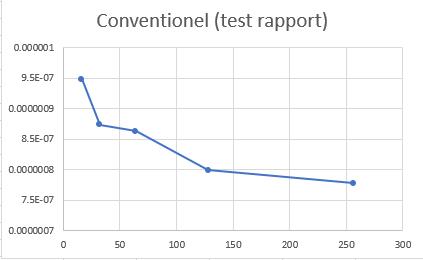 Conventionel (test rapport)
0.000001
9.5E-07
0.0000009
8.5E-07
0.0000008
7.5E-07
0.0000007
0 50 100 150 200 250 300